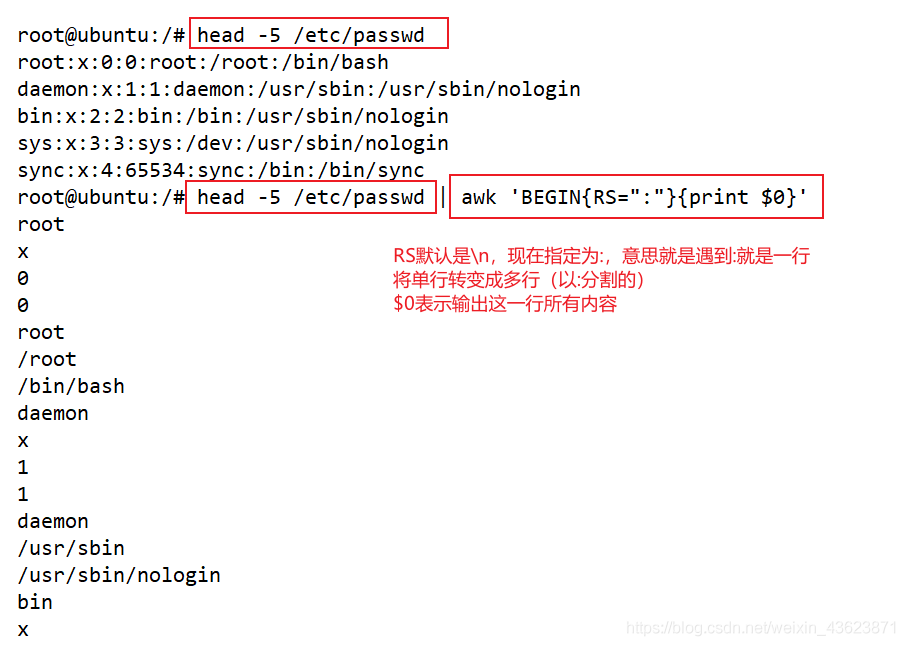 root@ubuntu:/# head -5 /etc/passwd
root:x:0:0:root:/root:/bin/bash
daemon:x:1:1:daemon:/usr/sbin:/usr/sbin/nologin
bin:x:2:2:bin:/bin:/usr/sbin/nologin
sys:x:3:3:sys:/dev:/usr/sbin/nologin
sync:x:4:65534:sync:/bin:/bin/sync
root@ubuntu:/# head -5 /etc/passwd | awk 'BEGIN{RS=":"}{print $0}'
root
x
RS默认是\n，现在指定为:，意思就是遇到:就是一行
0
将单行转变成多行（以:分割的）
0
$0表示输出这一行所有内容
root
/root
/bin/bash
daemon
x
1
1
daemon
/usr/sbin
/usr/sbin/nologin
bin
x
https://blog.csdn.net/weixin_43623871